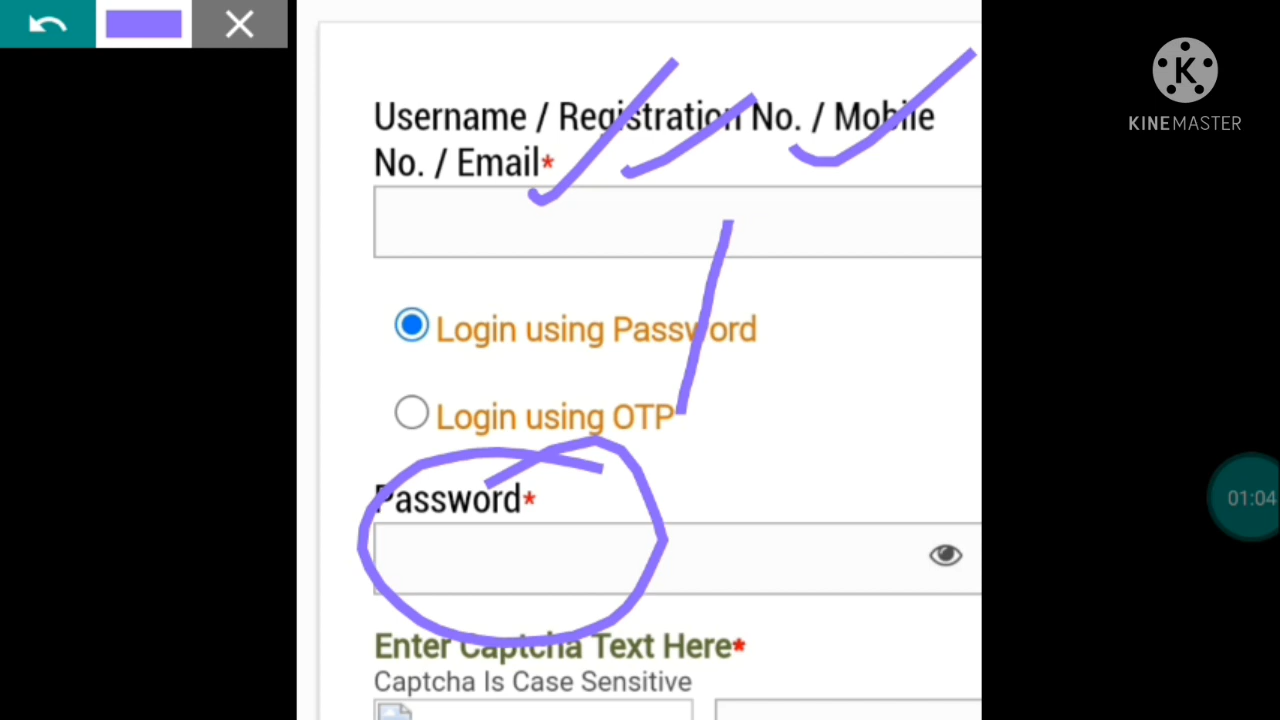 Username / Registration No. / Mobile
No. / Email*
K
KINEMASTER
Login using Password
Login using OTP
Password*
01:04
Enter Captcha Text Here*
Captcha Is Case Sensitive